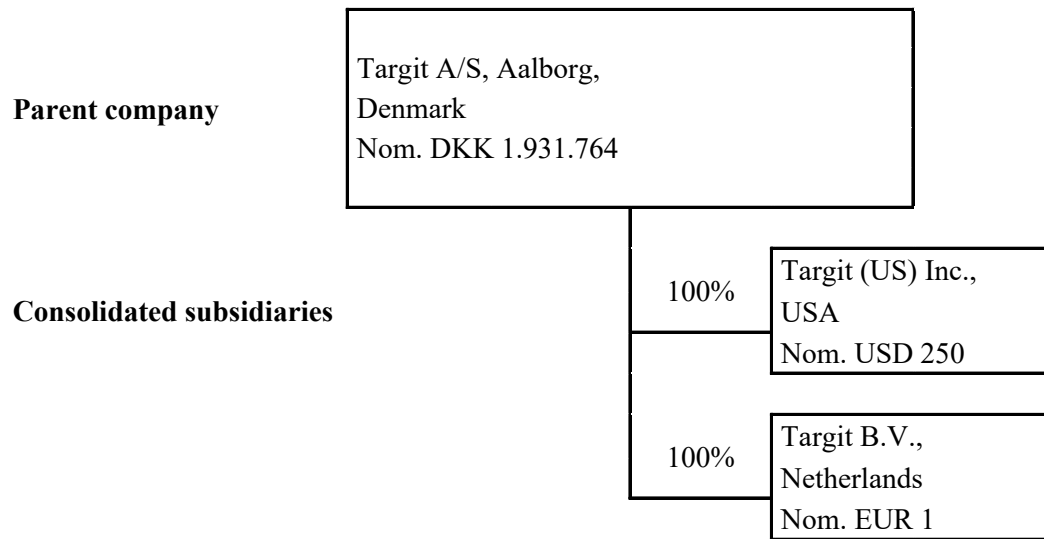 Parent company
Targit A/S, Aalborg,
Denmark
Nom. DKK 1.931.764
Consolidated subsidiaries
100%
Targit (US) Inc.,
USA
Nom. USD 250
100%
Targit B.V.,
Netherlands
Nom. EUR 1